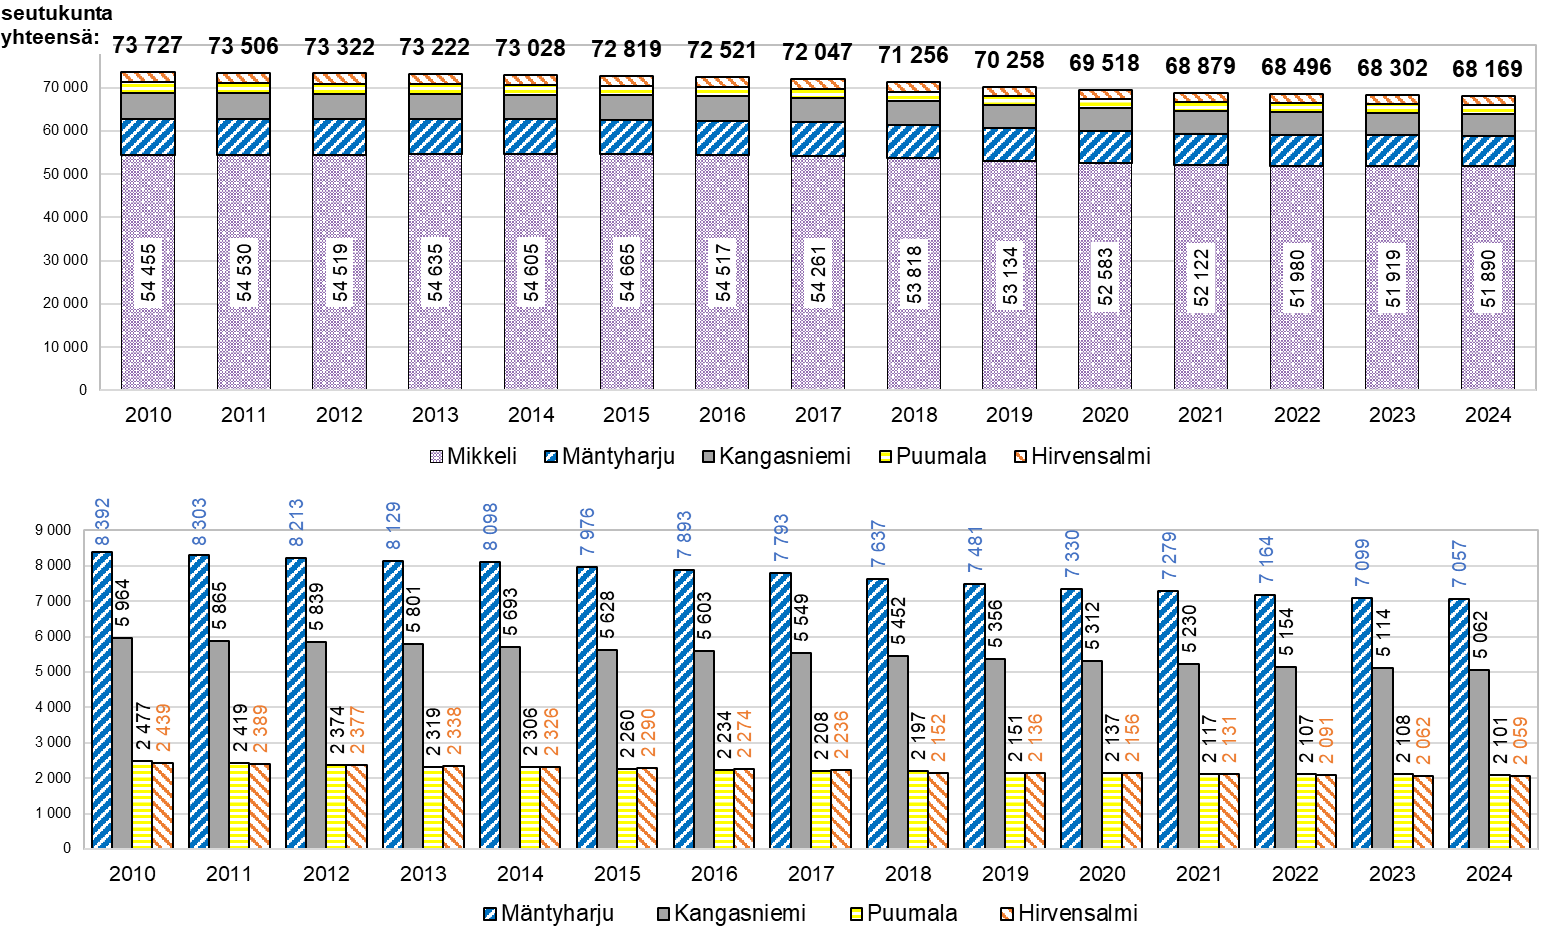 seutukunta
yhteensä:
73 727 73 506 73 322 73 222 73 028 72 819 72 521 72 047 71 256 70 258 69 518 68 879 68 496 68 302 68 169
70 000
60 000
50 000
40 000
30 000
20 000
10 000
0
54 455 54 530 54 519 54 635 54 605 54 665 54 517 54 261 53 818 53 134 52 583 52 122 51 980 51 919 51 890
2010 2011 2012 2013 2014 2015 2016 2017 2018 2019 2020 2021 2022 2023 2024
Mikkeli Mäntyharju Kangasniemi Puumala Hirvensalmi
9 000
8 000
7 000
6 000
5 000
4 000
3 000
2 000
1 000
0
8 392 8 303 8 213 8 129 8 098 7 976 7 893 7 793 7 637 7 481 7 330 7 279 7 164 7 099 7 057
5 964 5 865 5 839 5 801 5 693 5 628 5 603 5 549 5 452 5 356 5 312 5 230 5 154 5 114 5 062
2 477 2 419 2 374 2 319 2 306 2 260 2 234 2 208 2 197 2 151 2 137 2 117 2 107 2 108 2 101
2 439 2 389 2 377 2 338 2 326 2 290 2 274 2 236 2 152 2 136 2 156 2 131 2 091 2 062 2 059
2010 2011 2012 2013 2014 2015 2016 2017 2018 2019 2020 2021 2022 2023 2024
Mäntyharju Kangasniemi Puumala Hirvensalmi